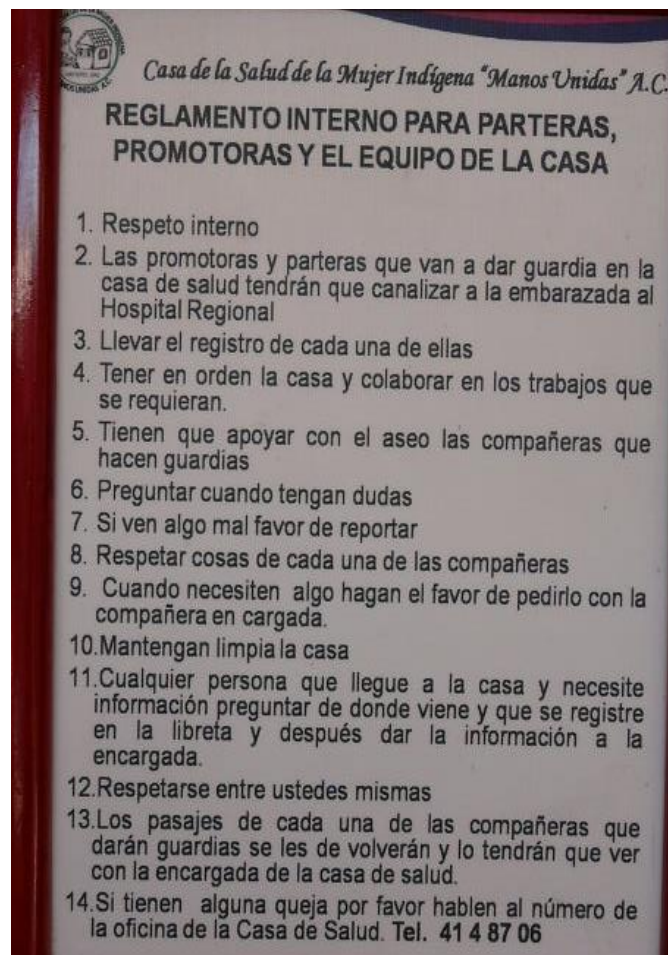 MANOS UNIDAS A.C.
Casa de la Salud de la Mujer Indígena "Manos Unidas" A.C.
REGLAMENTO INTERNO PARA PARTERAS,
PROMOTORAS Y EL EQUIPO DE LA CASA
1. Respeto interno
2. Las promotoras y parteras que van a dar guardia en la
casa de salud tendrán que canalizar a la embarazada al
Hospital Regional
3. Llevar el registro de cada una de ellas
4. Tener en orden la casa y colaborar en los trabajos que
se requieran.
5. Tienen que apoyar con el aseo las compañeras que
hacen guardias
6. Preguntar cuando tengan dudas
7. Si ven algo mal favor de reportar
8. Respetar cosas de cada una de las compañeras
9. Cuando necesiten algo hagan el favor de pedirlo con la
compañera en cargada.
10.Mantengan limpia la casa
11.Cualquier persona que llegue a la casa y necesite
información preguntar de donde viene y que se registre
en la libreta y después dar la información a la
encargada.
12.Respetarse entre ustedes mismas
13.Los pasajes de cada una de las compañeras que
darán guardias se les de volverán y lo tendrán que ver
con la encargada de la casa de salud.
14.Si tienen alguna queja por favor hablen al número de
la oficina de la Casa de Salud. Tel. 41 4 87 06